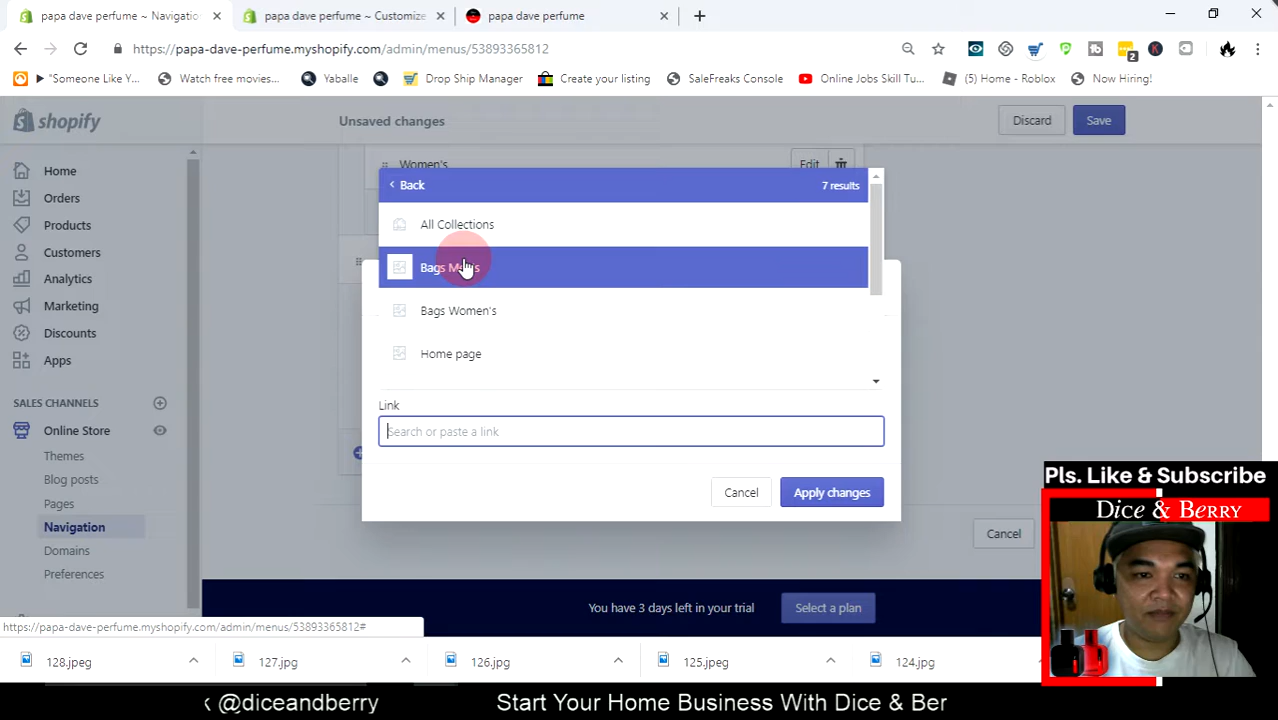 papa dave perfume ~ Navigatio
papa dave perfume ~ Customize
papa dave perfume
https://papa-dave-perfume.myshopify.com/admin/menus/53893365812
2
"Someone Like Y...
Watch free movies...
Yaballe
Drop Ship Manager
Create your listing
SaleFreaks Console
Online Jobs Skill Tu...
(3) Home - Roblox
Now Hiring!
shopify
Unsaved changes
Discard
Save
Home
Orders
Products
Customers
Analytics
Marketing
Discounts
Apps
SALES CHANNELS
Online Store
Themes
Blog posts
Pages
Navigation
Domains
Preferences
Women's
Edit
Back
7 results
All Collections
Bags Men's
Bags Women's
Home page
Link
Search or paste a link
Cancel
Apply changes
Cancel
You have 3 days left in your trial
Select a plan
https://papa-dave-perfume.myshopify.com/admin/menus/53893365812#
Pls. Like & Subscribe
Dice & Berry
128.jpeg
127.jpg
126.jpg
125.jpeg
124.jpg
k @diceandberry
Start Your Home Business With Dice & Ber